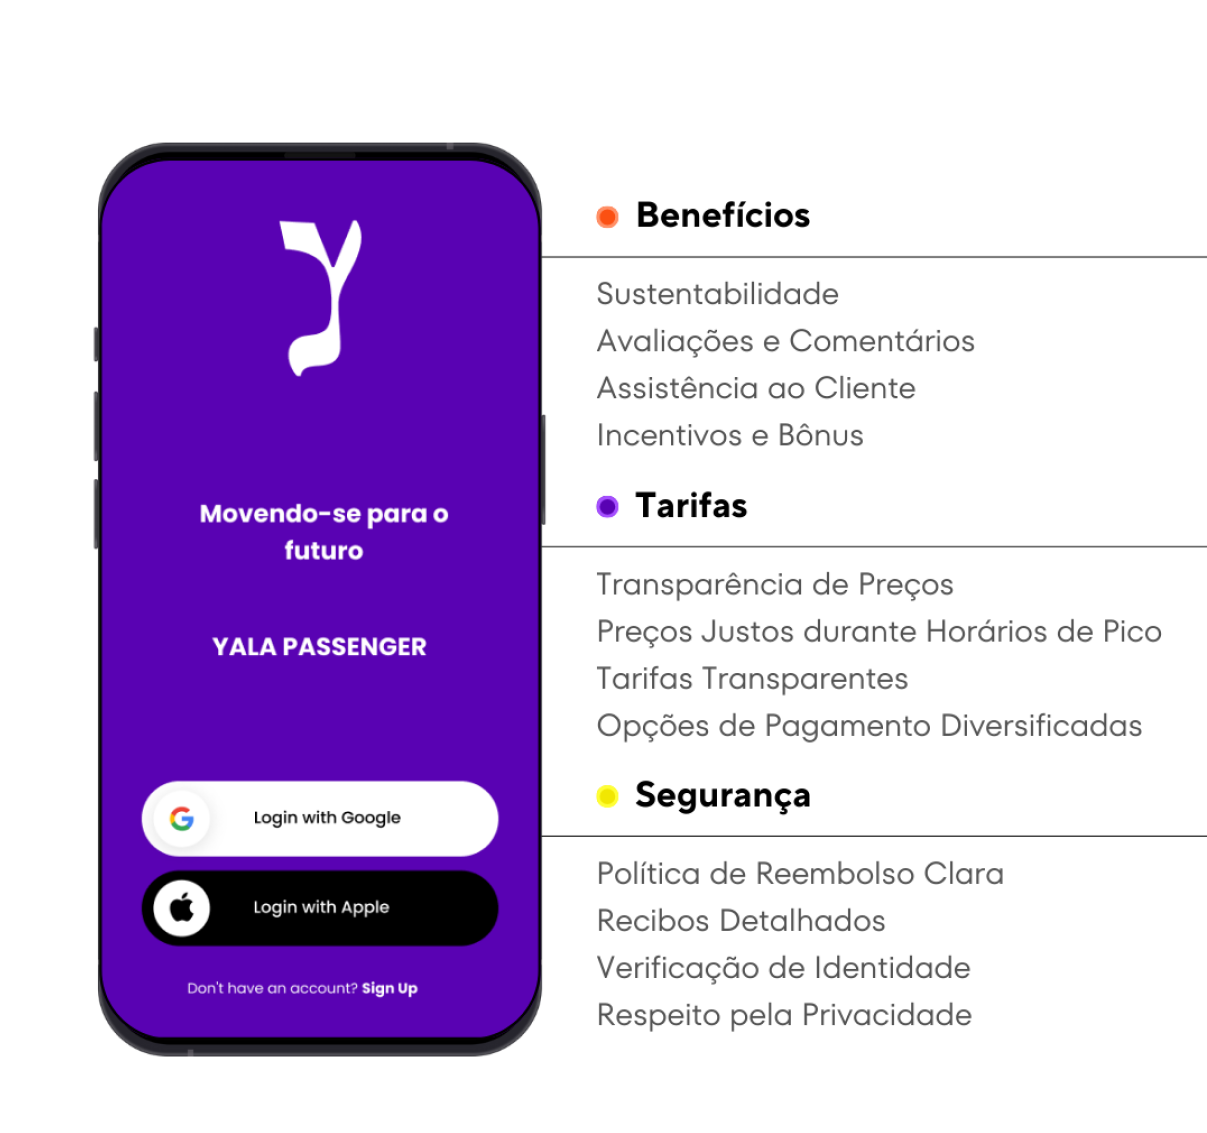 Movendo-se para o
futuro
YALA PASSENGER
Login with Google
Login with Apple
Don't have an account? Sign Up
Benefícios
Sustentabilidade
Avaliações e Comentários
Assistência ao Cliente
Incentivos e Bônus
Tarifas
Transparência de Preços
Preços Justos durante Horários de Pico
Tarifas Transparentes
Opções de Pagamento Diversificadas
Segurança
Política de Reembolso Clara
Recibos Detalhados
Verificação de Identidade
Respeito pela Privacidade